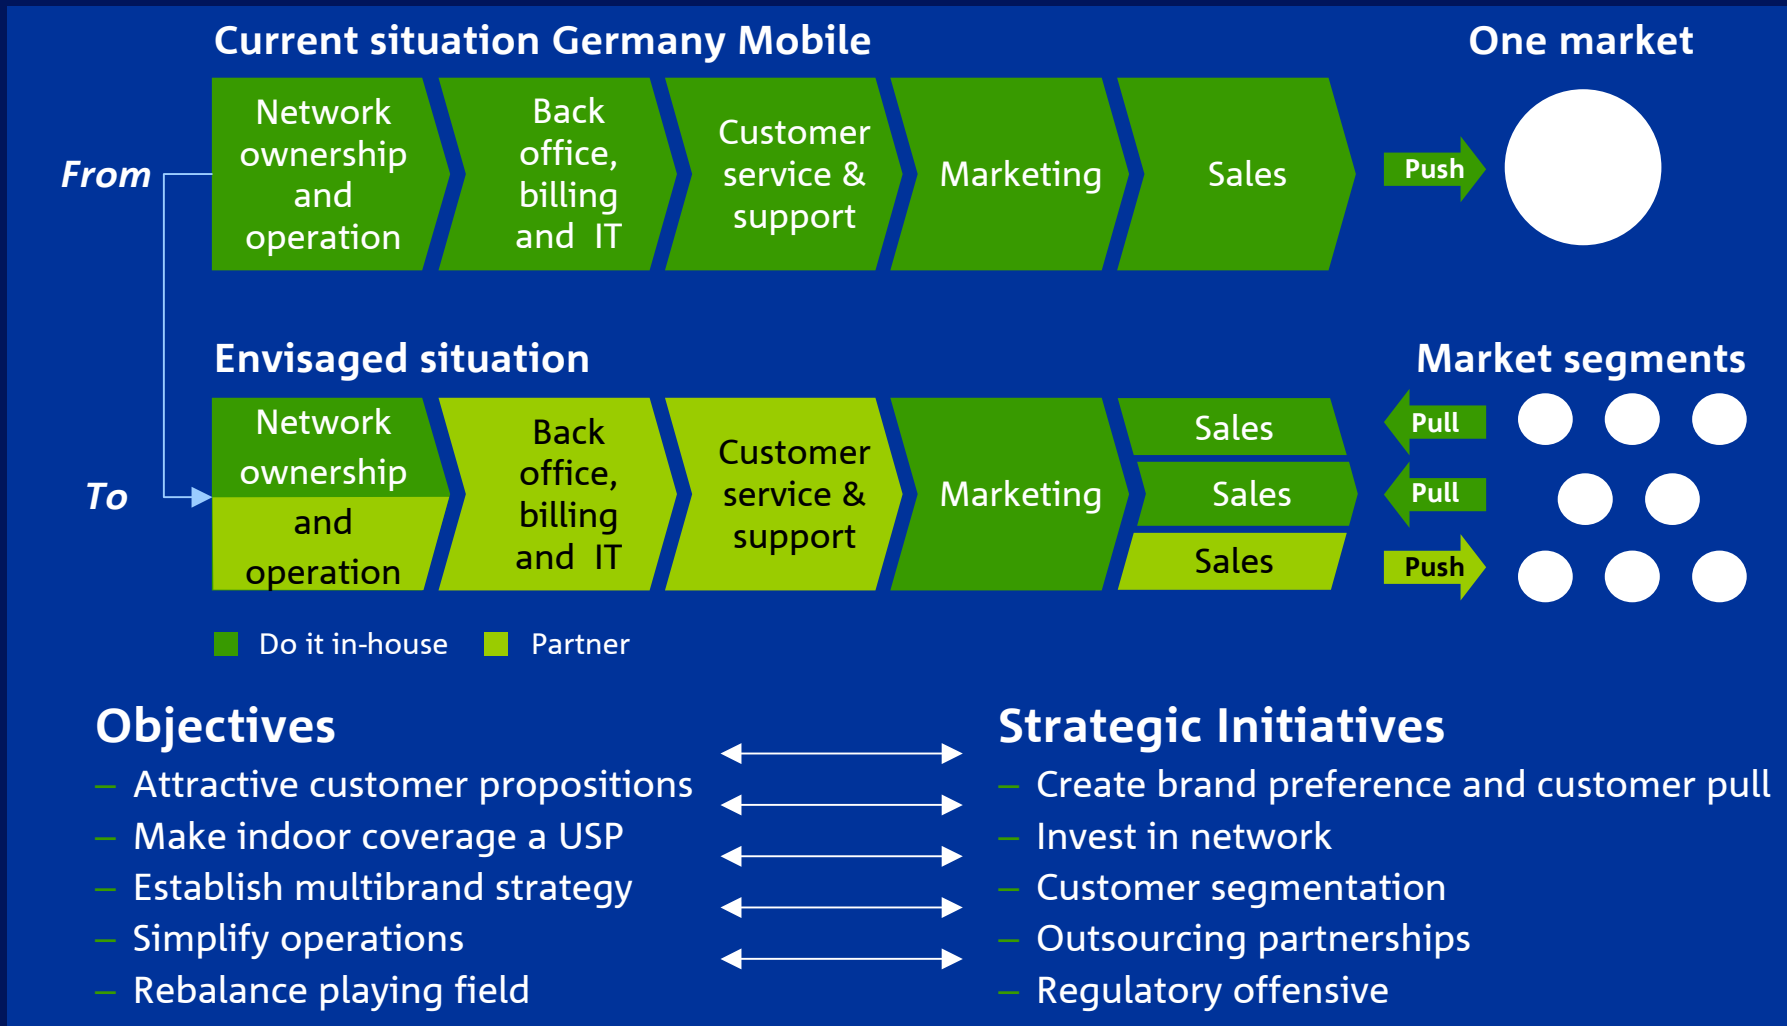 Current situation Germany Mobile
One market
From
Network
ownership
and
operation
Back
office,
billing
and IT
Customer
service &
support
Marketing
Sales
Push
Envisaged situation
Market segments
To
Network
ownership
and
operation
Back
office,
billing
and IT
Customer
service &
support
Marketing
Sales
Sales
Sales
Pull
Pull
Push
Do it in-house
Partner
Objectives
– Attractive customer propositions
– Make indoor coverage a USP
– Establish multibrand strategy
– Simplify operations
– Rebalance playing field
Strategic Initiatives
– Create brand preference and customer pull
– Invest in network
– Customer segmentation
– Outsourcing partnerships
– Regulatory offensive